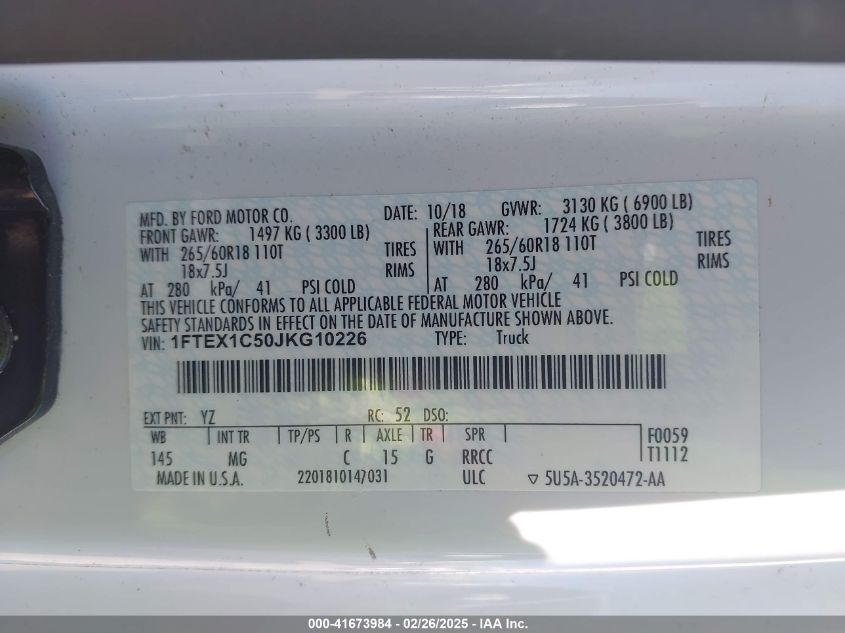 MFD. BY FORD MOTOR CO. DATE: 10/18 GVWR: 3130 KG ( 6900 LB)
FRONT GAWR: 1497 KG ( 3300 LB) REAR GAWR: 1724 KG ( 3800 LB)
WITH 265/60R18 110T TIRES WITH 265/60R18 110T TIRES
18x7.5J RIMS 18x7.5J RIMS
AT 280 kPa/ 41 PSI COLD AT 280 kPa/ 41 PSI COLD
THIS VEHICLE CONFORMS TO ALL APPLICABLE FEDERAL MOTOR VEHICLE
SAFETY STANDARDS IN EFFECT ON THE DATE OF MANUFACTURE SHOWN ABOVE.
VIN: 1FTEX1C50JKG10226 TYPE: Truck
EXT PNT: YZ RC: 52 DSO:
WB INT TR TP/PS R AXLE TR SPR F0059
145 MG C 15 G RRCC T1112
MADE IN U.S.A. 2201810147031 ULC ▽ 5U5A-3520472-AA
000-41673984 - 02/26/2025 - IAA Inc.